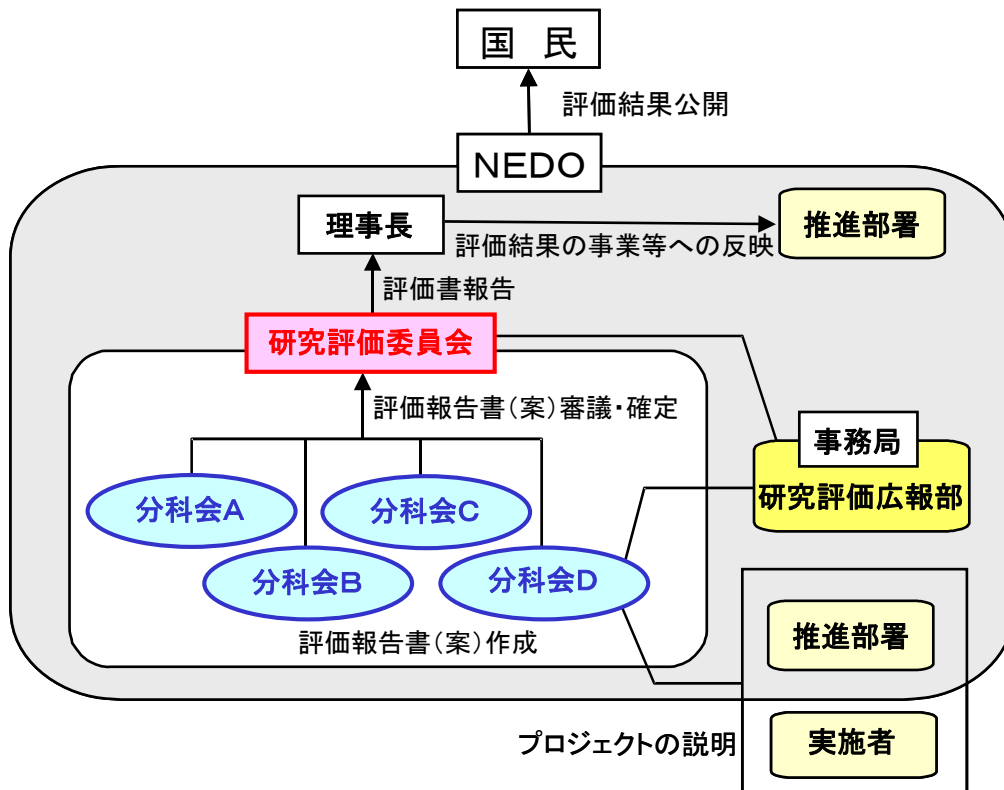 国　民
評価結果公開
NEDO
理事長
推進部署
評価結果の事業等への反映
評価書報告
研究評価委員会
評価報告書(案)審議・確定
事務局
研究評価広報部
分科会A
分科会C
分科会B
分科会D
評価報告書(案)作成
推進部署
プロジェクトの説明
実施者